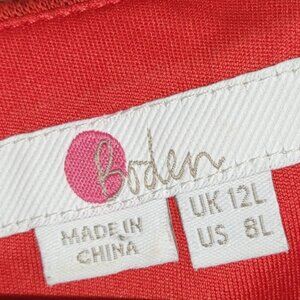 Boden
MADE IN
CHINA
UK 12L
US 8L